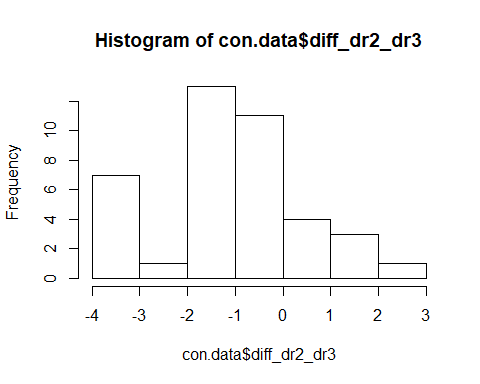 Histogram of con.data$diff_dr2_dr3
Frequency
10
8
6
4
2
0
-4 -3 -2 -1 0 1 2 3
con.data$diff_dr2_dr3